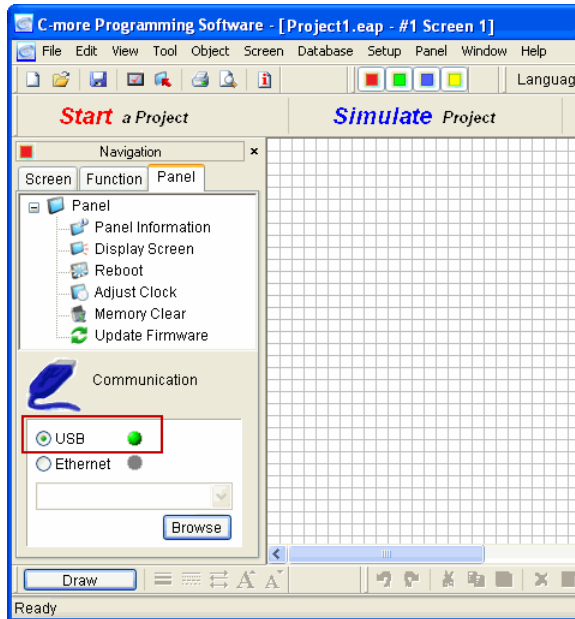 C-more Programming Software - [Project1.eap - #1 Screen 1]
File Edit View Tool Object Screen Database Setup Panel Window Help
Languag
Start a Project Simulate Project
Navigation
Screen Function Panel
Panel
Panel Information
Display Screen
Reboot
Adjust Clock
Memory Clear
Update Firmware
Communication
USB
Ethernet
Browse
Draw A A
Ready